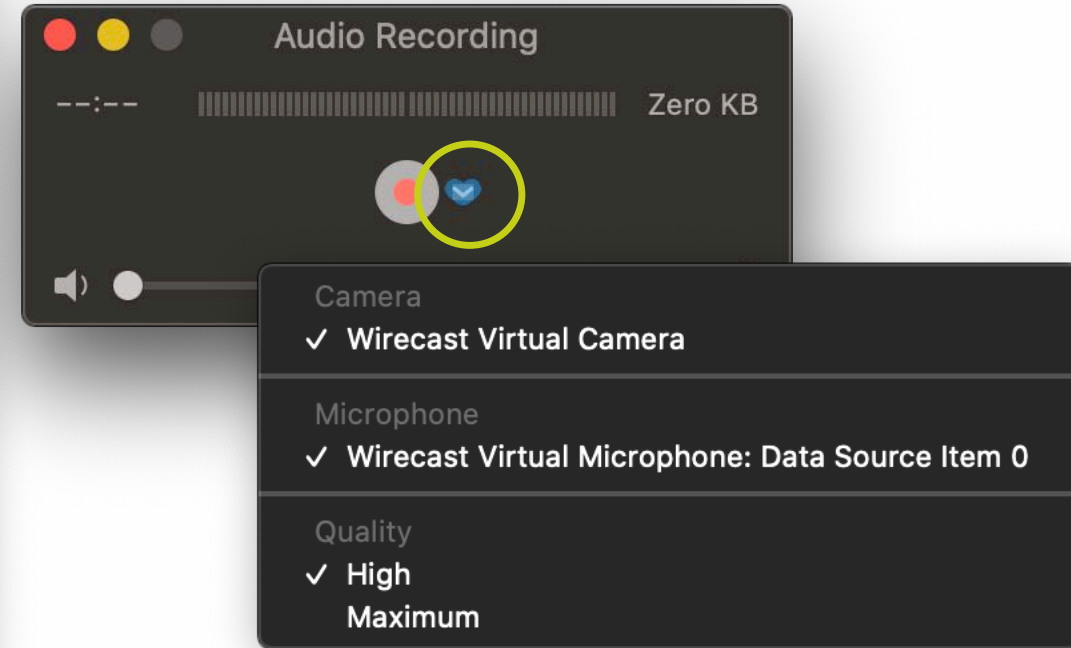 Audio Recording
--:-- Zero KB
Camera
✓ Wirecast Virtual Camera
Microphone
✓ Wirecast Virtual Microphone: Data Source Item 0
Quality
✓ High
Maximum